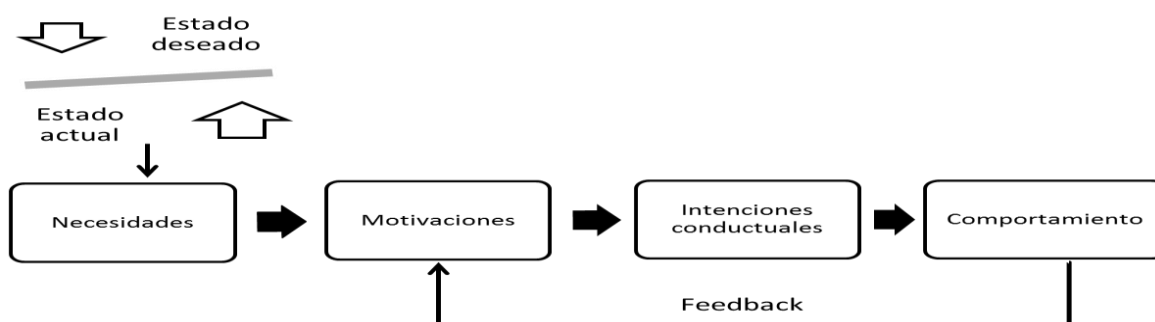 Estado
deseado
Estado
actual
Necesidades
Motivaciones
Intenciones
conductuales
Comportamiento
Feedback